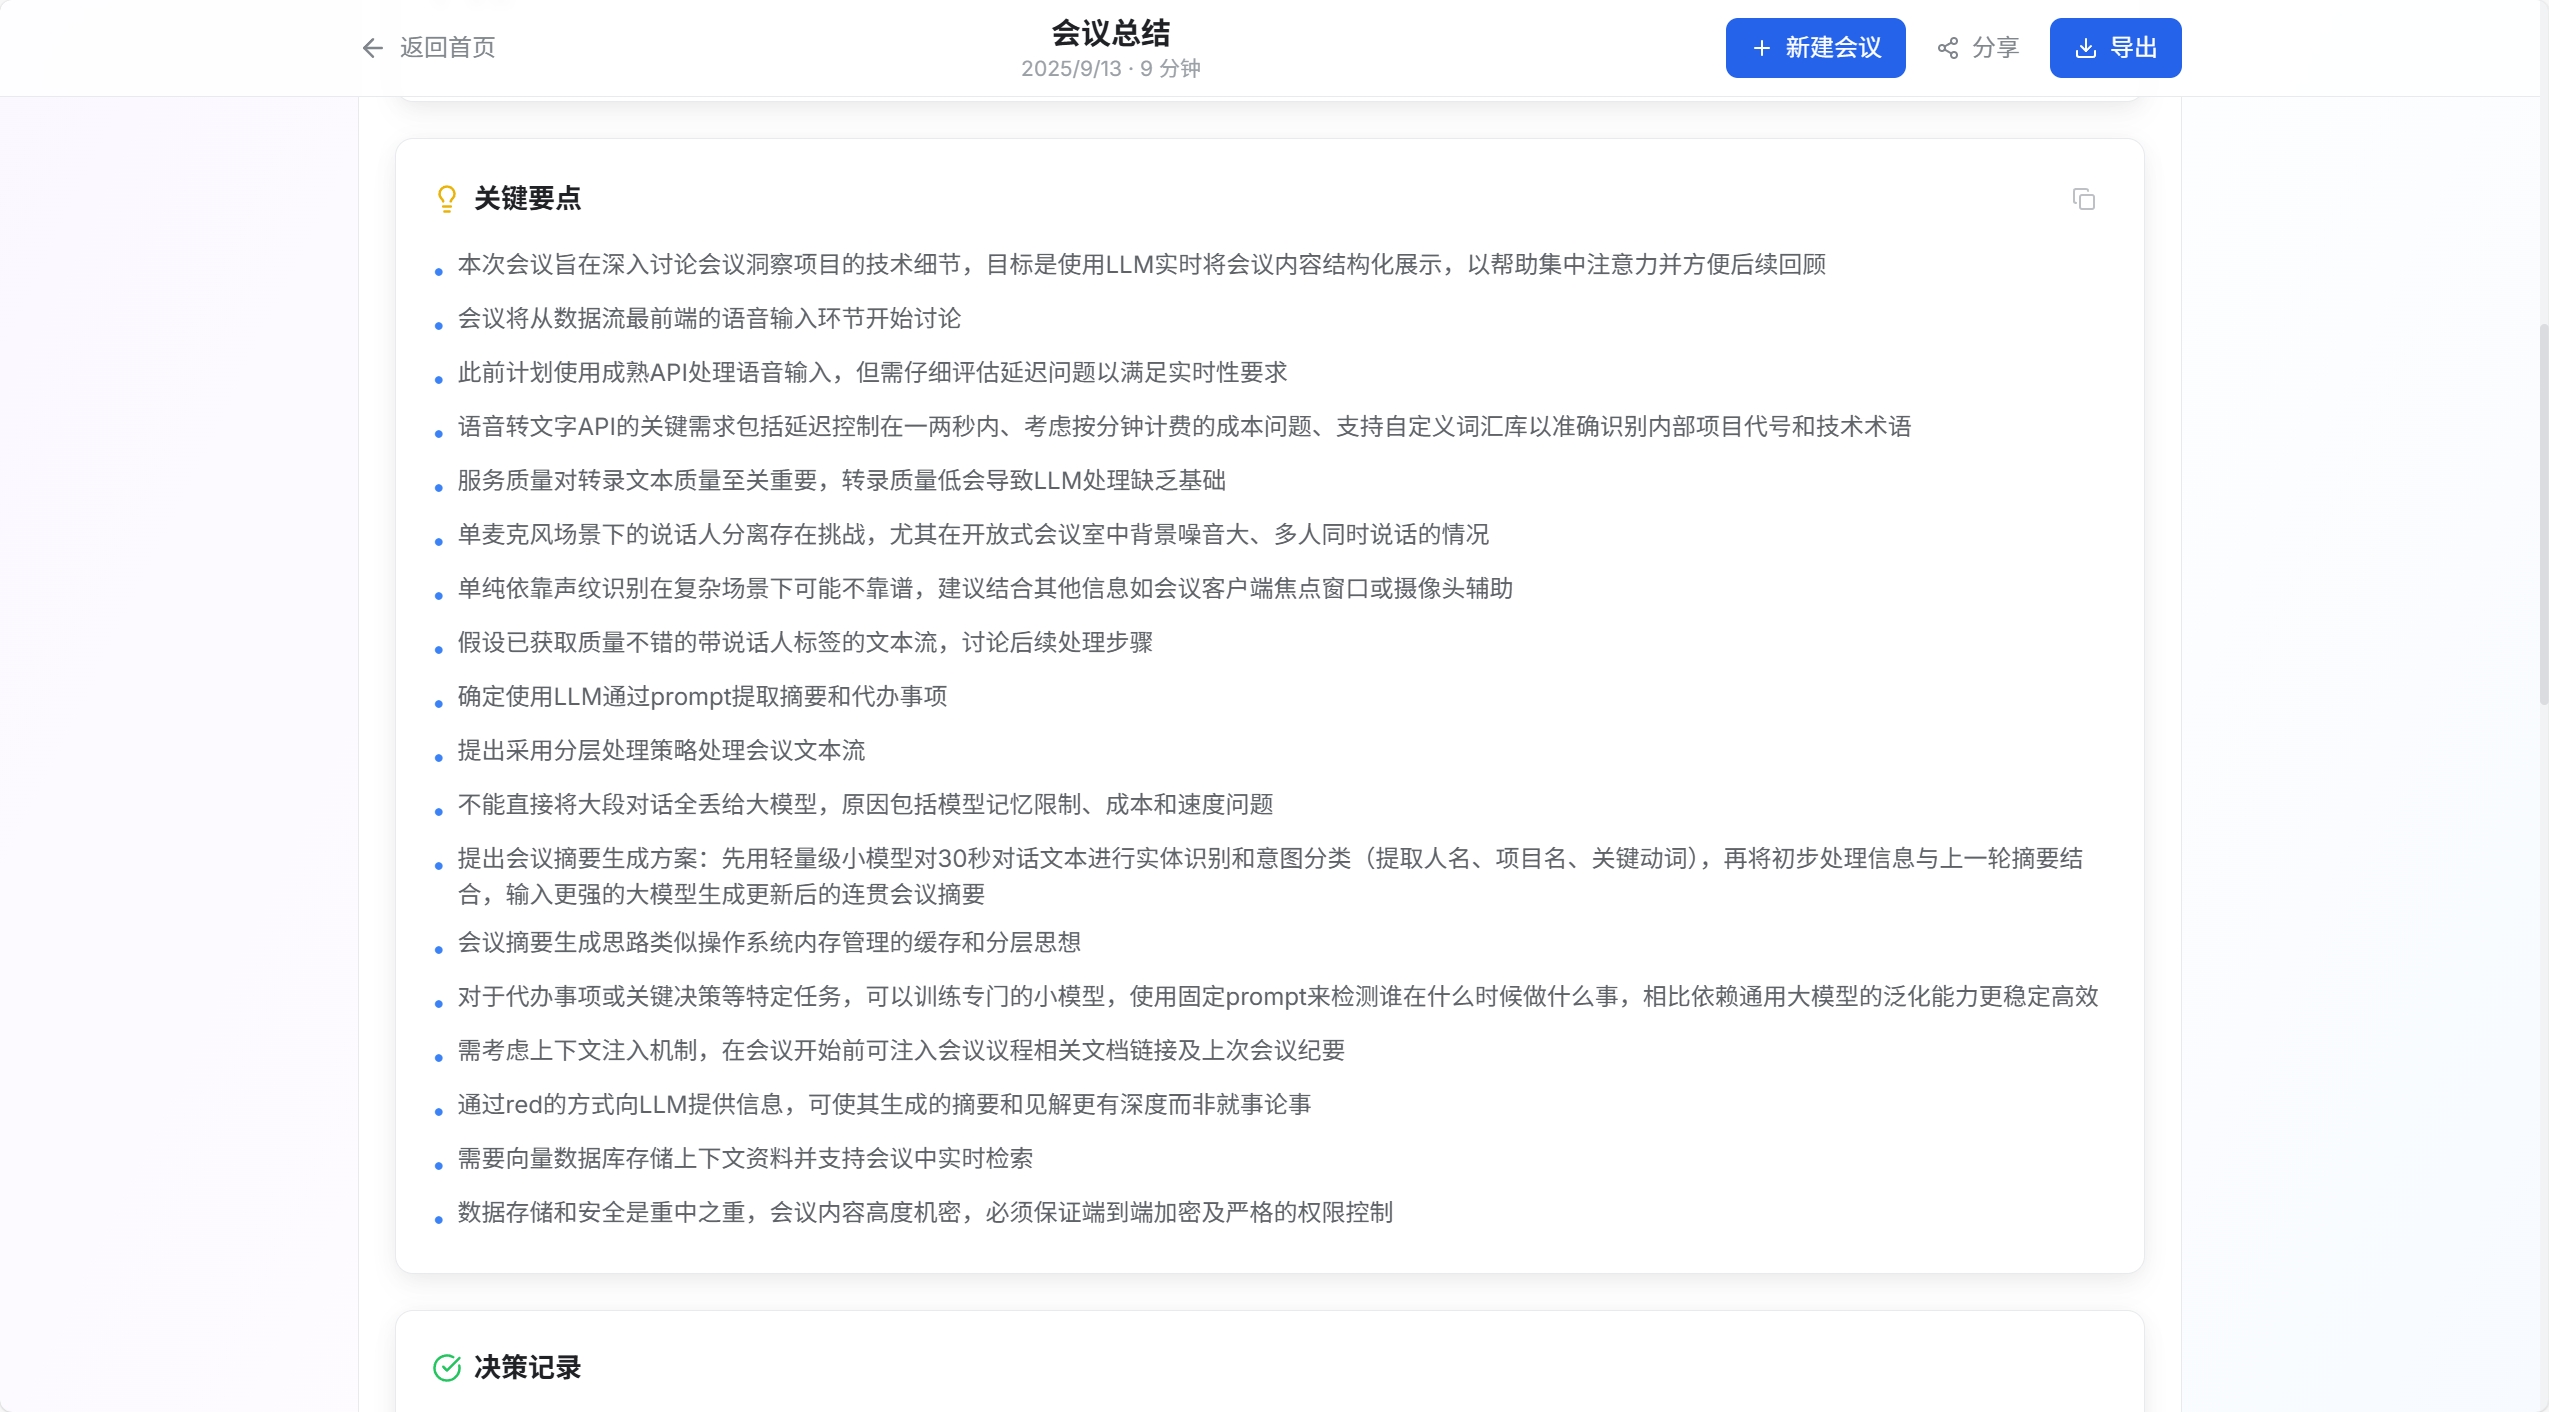 返回首页
会议总结
2025/9/13 · 9 分钟
新建会议
分享
导出
关键要点
本次会议旨在深入讨论会议洞察项目的技术细节，目标是使用LLM实时将会议内容结构化展示，以帮助集中注意力并方便后续回顾
会议将从数据流最前端的语音输入环节开始讨论
此前计划使用成熟API处理语音输入，但需仔细评估延迟问题以满足实时性要求
语音转文字API的关键需求包括延迟控制在一两秒内、考虑按分钟计费的成本问题、支持自定义词汇库以准确识别内部项目代号和技术术语
服务质量对转录文本质量至关重要，转录质量低会导致LLM处理缺乏基础
单麦克风场景下的说话人分离存在挑战，尤其在开放式会议室中背景噪音大、多人同时说话的情况
单纯依靠声纹识别在复杂场景下可能不靠谱，建议结合其他信息如会议客户端焦点窗口或摄像头辅助
假设已获取质量不错的带说话人标签的文本流，讨论后续处理步骤
确定使用LLM通过prompt提取摘要和代办事项
提出采用分层处理策略处理会议文本流
不能直接将大段对话全丢给大模型，原因包括模型记忆限制、成本和速度问题
提出会议摘要生成方案：先用轻量级小模型对30秒对话文本进行实体识别和意图分类（提取人名、项目名、关键动词），再将初步处理信息与上一轮摘要结
合，输入更强的大模型生成更新后的连贯会议摘要
会议摘要生成思路类似操作系统内存管理的缓存和分层思想
对于代办事项或关键决策等特定任务，可以训练专门的小模型，使用固定prompt来检测谁在什么时候做什么事，相比依赖通用大模型的泛化能力更稳定高效
需考虑上下文注入机制，在会议开始前可注入会议议程相关文档链接及上次会议纪要
通过red的方式向LLM提供信息，可使其生成的摘要和见解更有深度而非就事论事
需要向量数据库存储上下文资料并支持会议中实时检索
数据存储和安全是重中之重，会议内容高度机密，必须保证端到端加密及严格的权限控制
决策记录